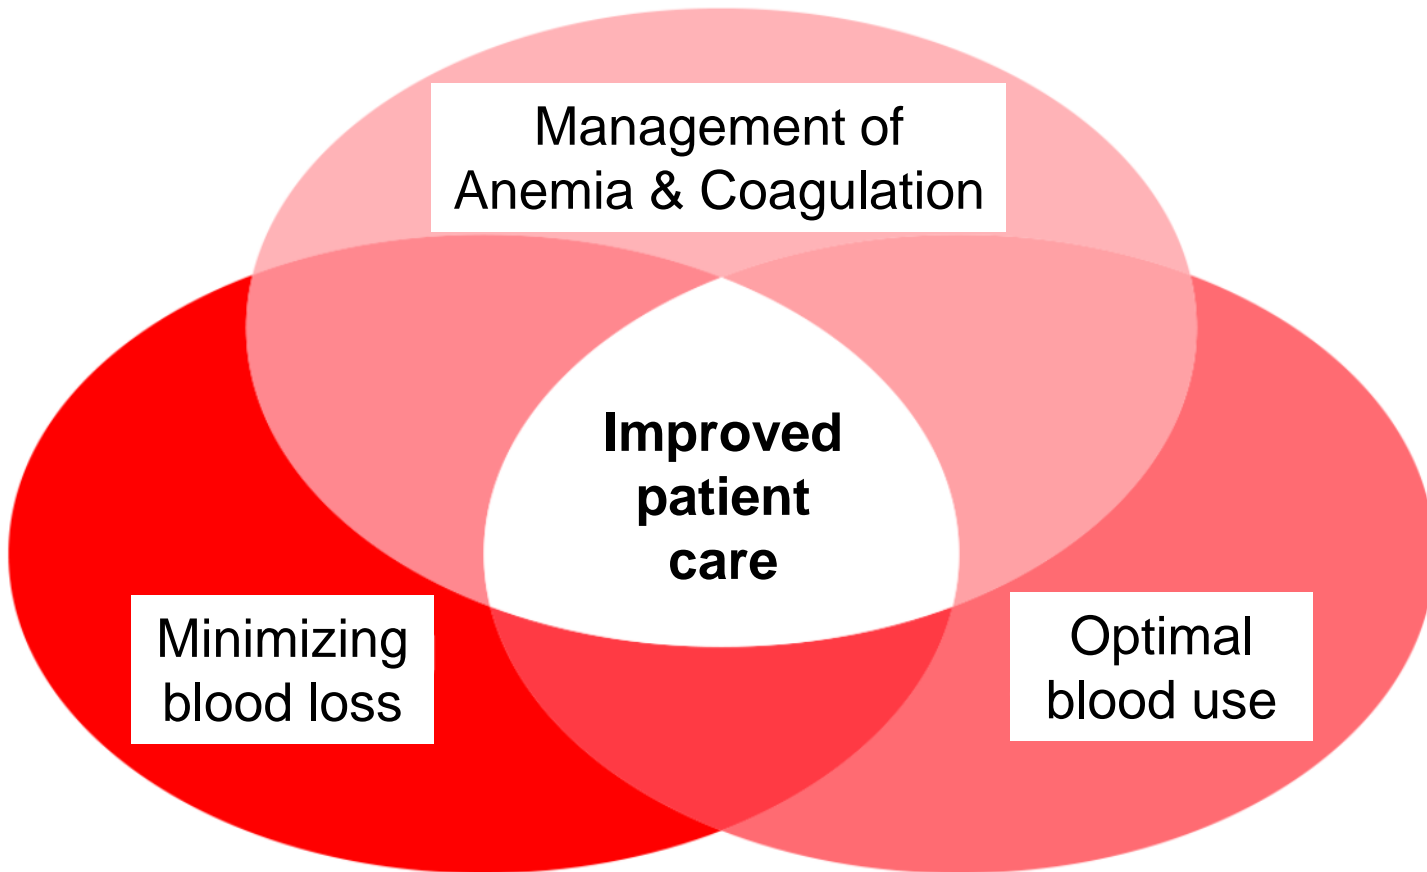 Management of
Anemia & Coagulation
Improved
patient
care
Minimizing
blood loss
Optimal
blood use